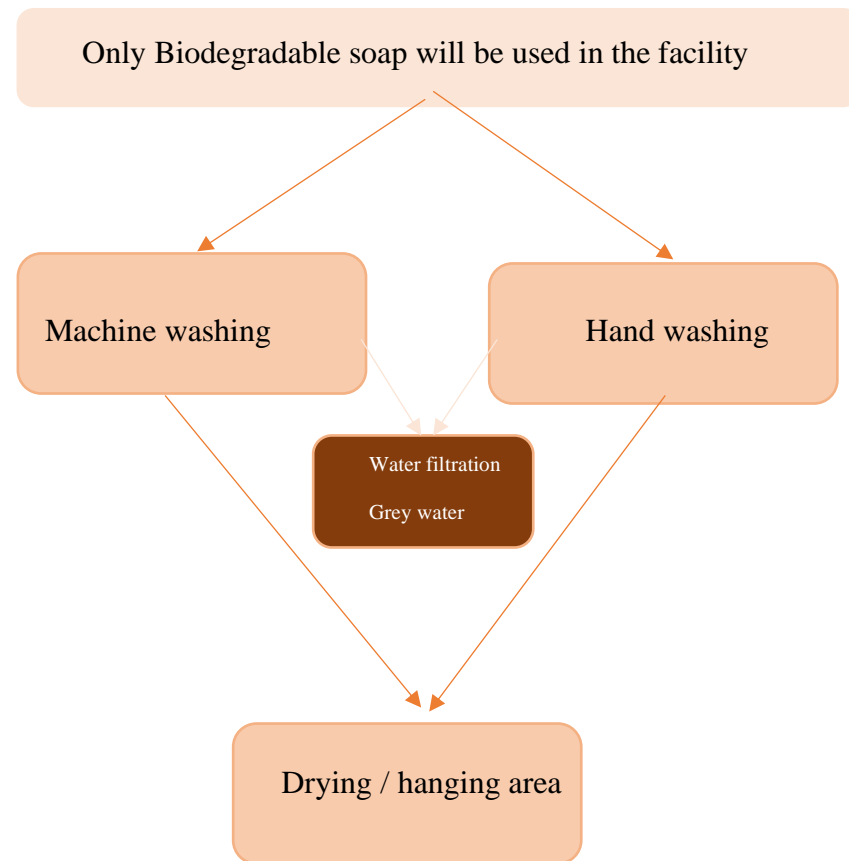 Only Biodegradable soap will be used in the facility
Machine washing
Hand washing
Water filtration
Grey water
Drying / hanging area